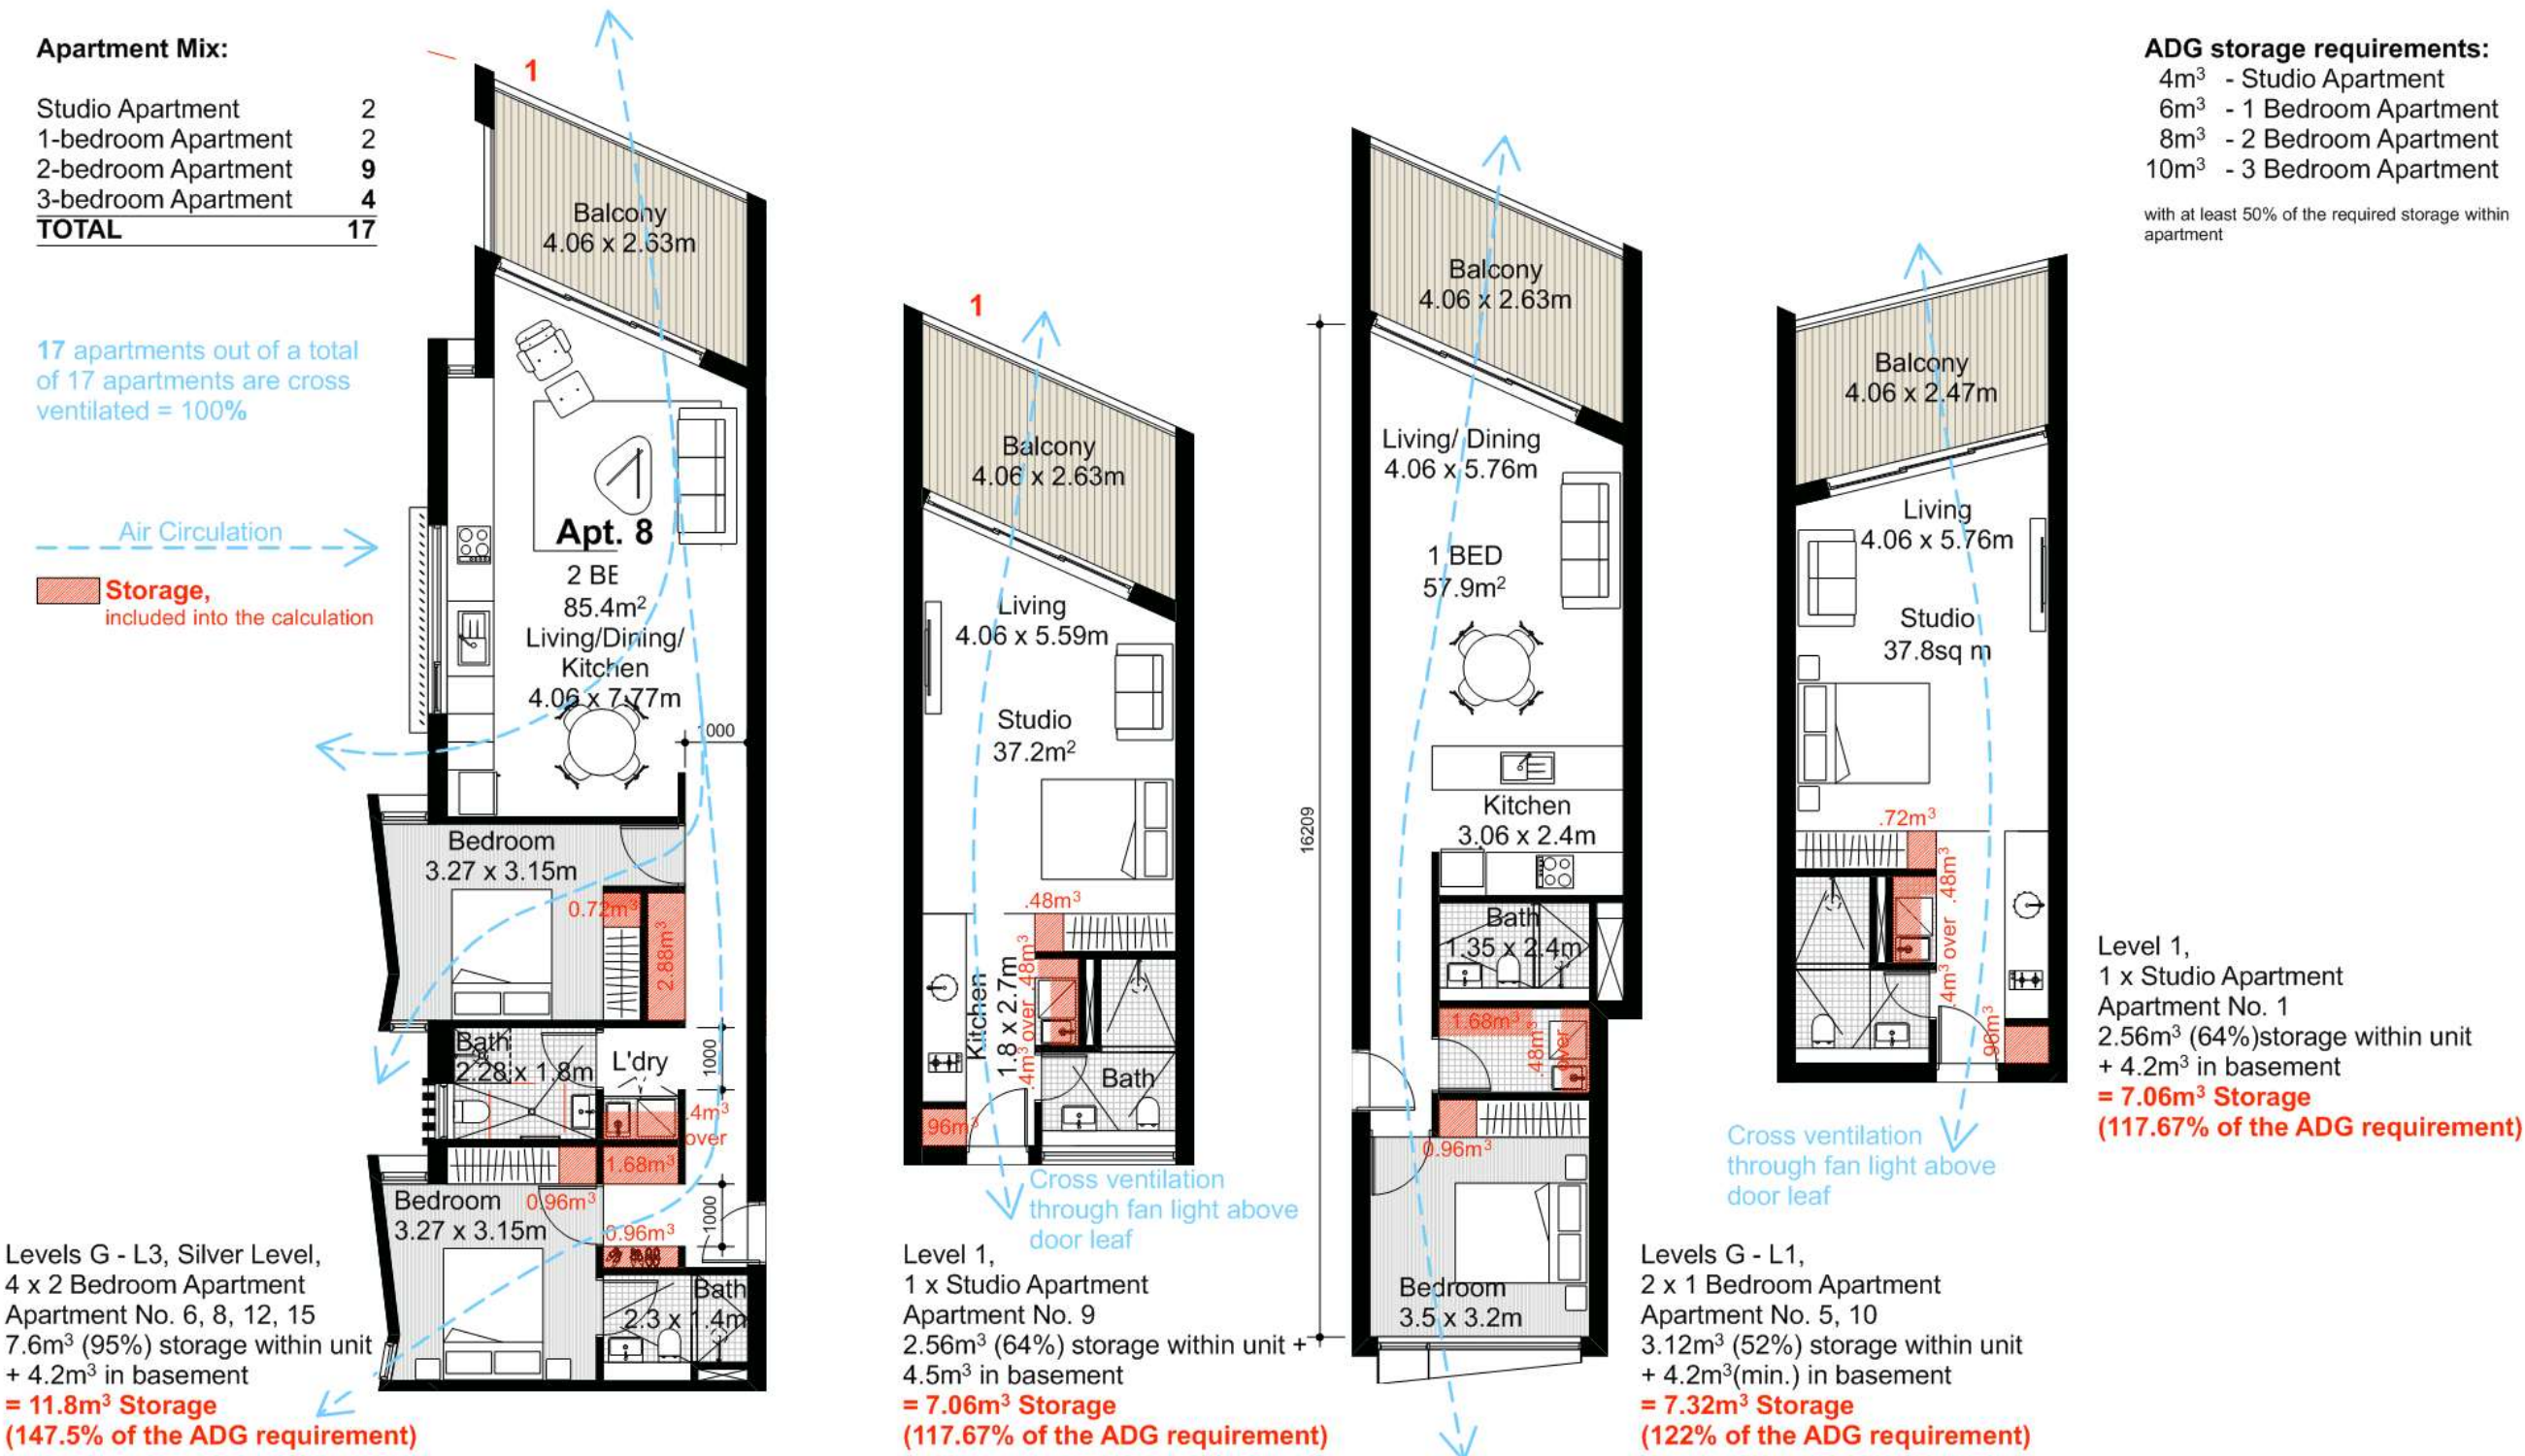 Apartment Mix:
Studio Apartment 2
1-bedroom Apartment 2
2-bedroom Apartment 9
3-bedroom Apartment 4
TOTAL 17
17 apartments out of a total
of 17 apartments are cross
ventilated = 100%
Air Circulation
Storage,
included into the calculation
1
Balcony
4.06 x 2.63m
Apt. 8
2 BE
85.4m²
Living/Dining/
Kitchen
4.06 x 7.77m
000
Bedroom
3.27 x 3.15m
0.72m³
2.88m³
Bath
2.28 x 1.8m
L'dry
1000
.4m³
over
1.68m³
Bedroom
3.27 x 3.15m
0.96m³
0.96m³
1000
Bath
2.3 x 1.4m
Levels G - L3, Silver Level,
4 x 2 Bedroom Apartment
Apartment No. 6, 8, 12, 15
7.6m³ (95%) storage within unit
+ 4.2m³ in basement
= 11.8m³ Storage
(147.5% of the ADG requirement)
1
Balcony
4.06 x 2.63m
Living
4.06 x 5.59m
Studio
37.2m²
.48m³
Kitchen
1.8 x 2.7m
.4m³ over .48m³
.96m³
Bath
Cross ventilation
through fan light above
door leaf
Level 1,
1 x Studio Apartment
Apartment No. 9
2.56m³ (64%) storage within unit +
4.5m³ in basement
= 7.06m³ Storage
(117.67% of the ADG requirement)
Balcony
4.06 x 2.63m
Living/ Dining
4.06 x 5.76m
1 BED
57.9m²
16209
Kitchen
3.06 x 2.4m
Bath
1.35 x 2.4m
1.68m³
.48m³
over
0.96m³
Bedroom
3.5 x 3.2m
Levels G - L1,
2 x 1 Bedroom Apartment
Apartment No. 5, 10
3.12m³ (52%) storage within unit
+ 4.2m³(min.) in basement
= 7.32m³ Storage
(122% of the ADG requirement)
ADG storage requirements:
4m³ - Studio Apartment
6m³ - 1 Bedroom Apartment
8m³ - 2 Bedroom Apartment
10m³ - 3 Bedroom Apartment
with at least 50% of the required storage within
apartment
Balcony
4.06 x 2.47m
Living
4.06 x 5.76m
Studio
37.8sq m
.72m³
.4m³ over .48m³
.96m³
Cross ventilation
through fan light above
door leaf
Level 1,
1 x Studio Apartment
Apartment No. 1
2.56m³ (64%)storage within unit
+ 4.2m³ in basement
= 7.06m³ Storage
(117.67% of the ADG requirement)